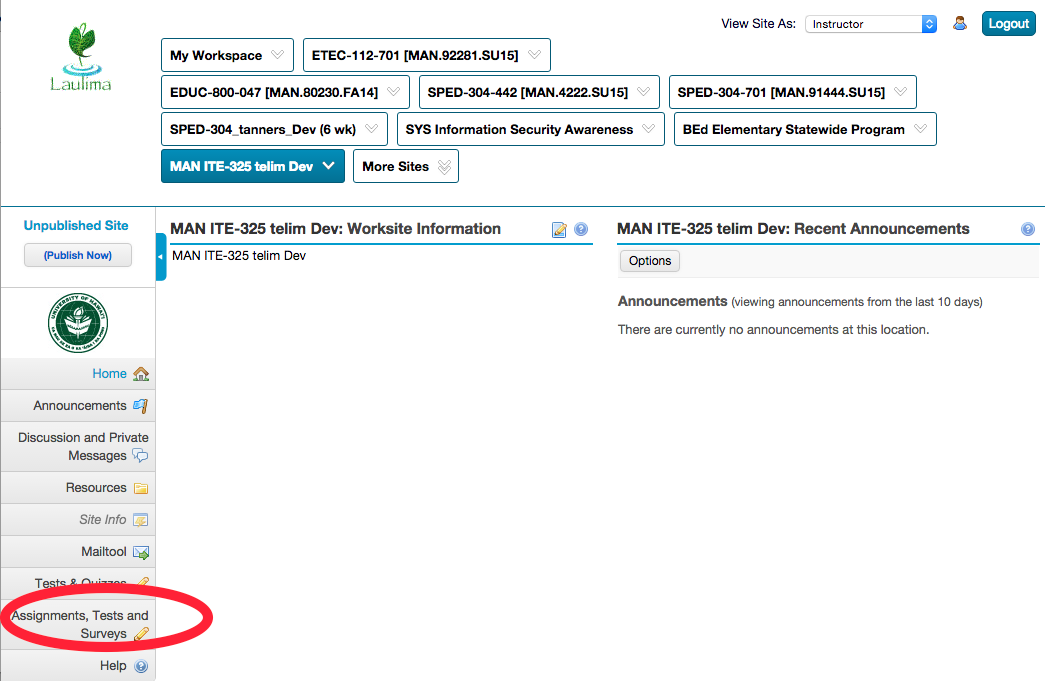 View Site As: Instructor Logout
Laulima
My Workspace ETEC-112-701 [MAN.92281.SU15]
EDUC-800-047 [MAN.80230.FA14] SPED-304-442 [MAN.4222.SU15] SPED-304-701 [MAN.91444.SU15]
SPED-304_tanners_Dev (6 wk) SYS Information Security Awareness BEd Elementary Statewide Program
MAN ITE-325 telim Dev More Sites
Unpublished Site
(Publish Now)
UNIVERSITY OF HAWAI'I
Home
Announcements
Discussion and Private
Messages
Resources
Site Info
Mailtool
Tests & Quizzes
Assignments, Tests and
Surveys
Help
MAN ITE-325 telim Dev: Worksite Information
MAN ITE-325 telim Dev
MAN ITE-325 telim Dev: Recent Announcements
Options
Announcements (viewing announcements from the last 10 days)
There are currently no announcements at this location.